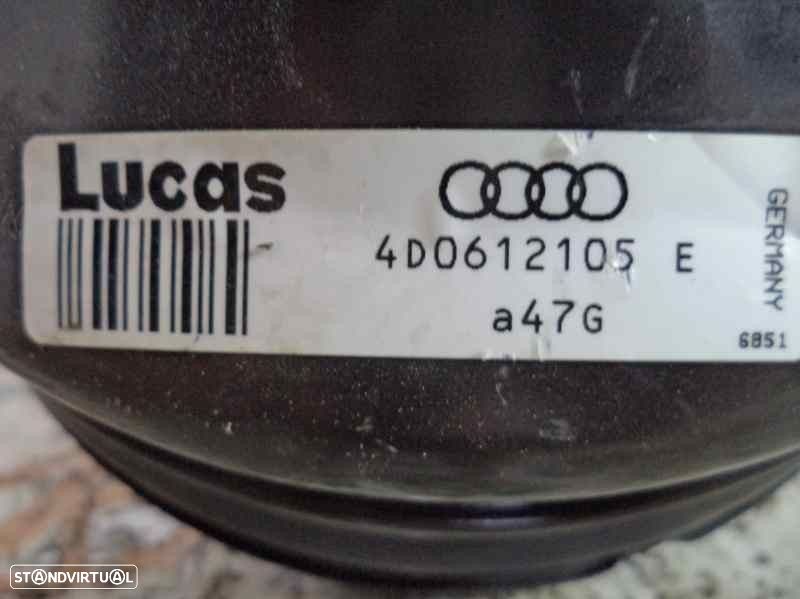 Lucas
4D0612105 E
a47G
GERMANY
6851
STANDVIRTUAL